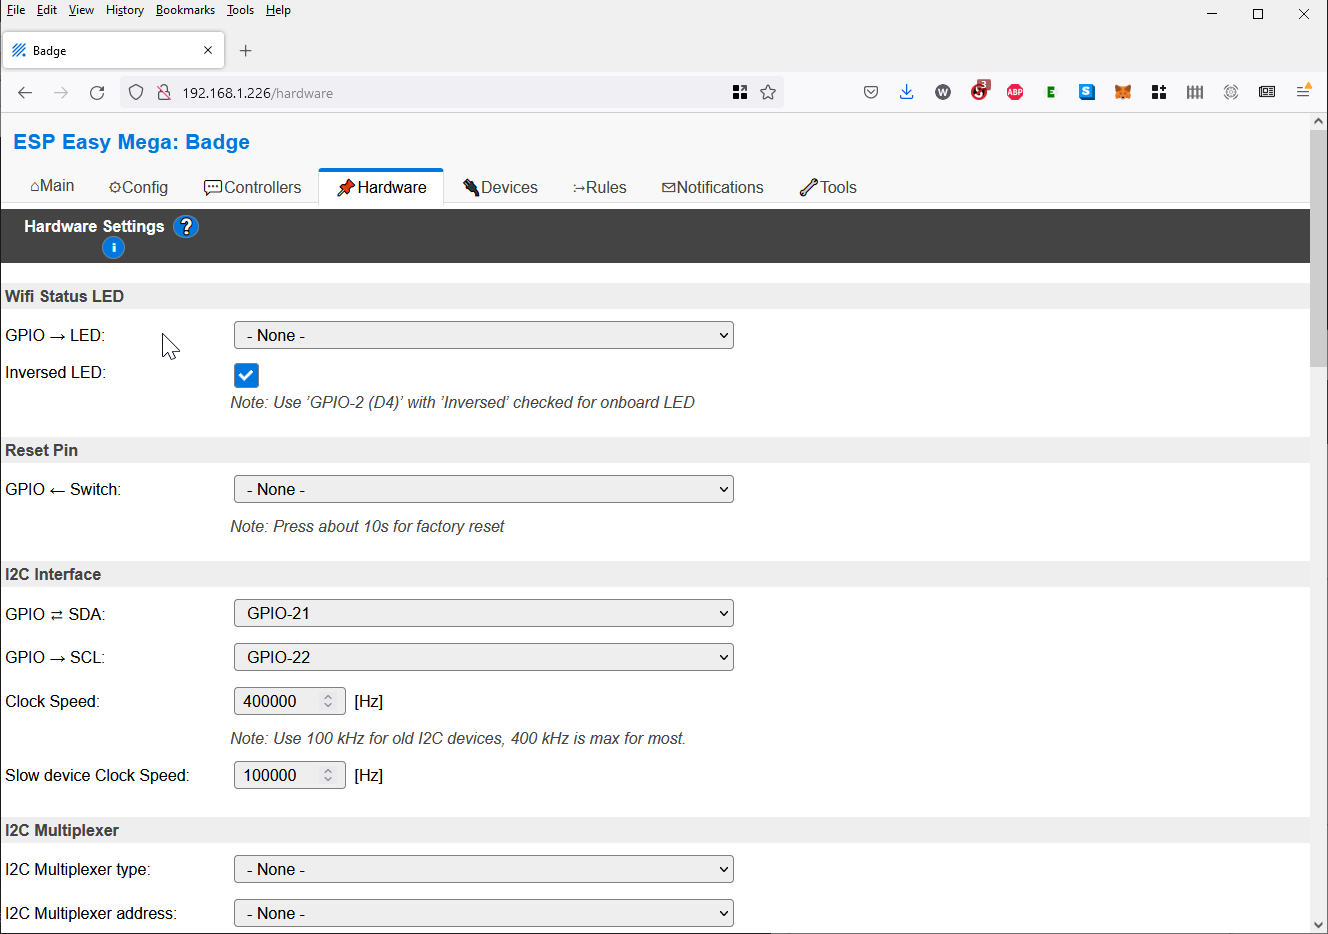 File Edit View History Bookmarks Tools Help
Badge
192.168.1.226/hardware
W
3
ABP
E
S
ESP Easy Mega: Badge
⌂Main ⚙Config 💬Controllers 📌Hardware 🔌Devices Rules ✉Notifications 🔧Tools
Hardware Settings ?
i
Wifi Status LED
GPIO → LED: - None -
Inversed LED:
Note: Use ’GPIO-2 (D4)’ with ’Inversed’ checked for onboard LED
Reset Pin
GPIO ← Switch: - None -
Note: Press about 10s for factory reset
I2C Interface
GPIO ⇄ SDA: GPIO-21
GPIO → SCL: GPIO-22
Clock Speed: 400000 [Hz]
Note: Use 100 kHz for old I2C devices, 400 kHz is max for most.
Slow device Clock Speed: 100000 [Hz]
I2C Multiplexer
I2C Multiplexer type: - None -
I2C Multiplexer address: - None -